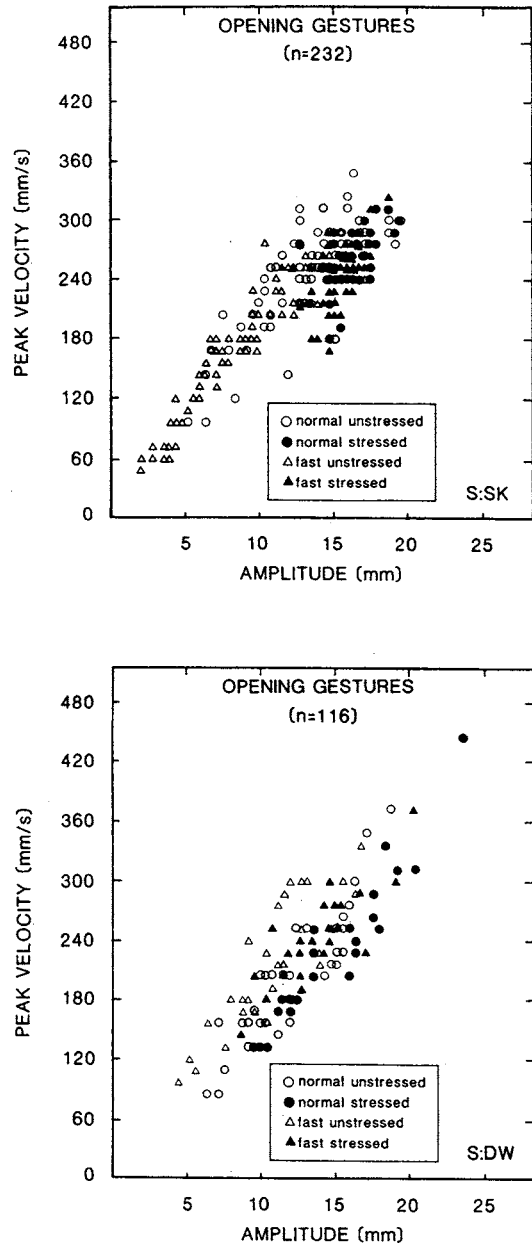 OPENING GESTURES
(n=232)
480
420
360
300
240
180
120
60
0
PEAK VELOCITY (mm/s)
○ normal unstressed
● normal stressed
△ fast unstressed
▲ fast stressed
S:SK
5 10 15 20 25
AMPLITUDE (mm)
OPENING GESTURES
(n=116)
480
420
360
300
240
180
120
60
0
PEAK VELOCITY (mm/s)
○ normal unstressed
● normal stressed
△ fast unstressed
▲ fast stressed
S:DW
5 10 15 20 25
AMPLITUDE (mm)